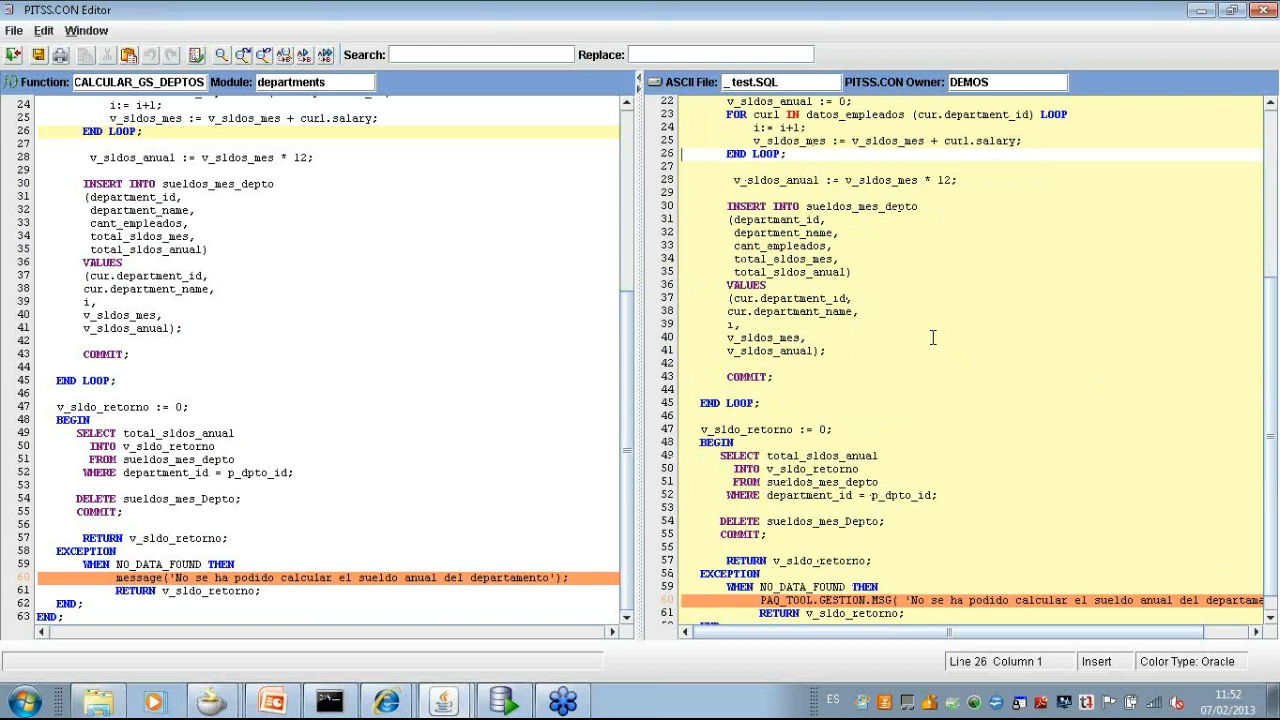 PITSS.CON Editor
File Edit Window
Search: Replace:
Function: CALCULAR_GS_DEPTOS Module: departments
24 i:= i+1;
25 v_sldos_mes := v_sldos_mes + curl.salary;
26 END LOOP;
27
28 v_sldos_anual := v_sldos_mes * 12;
29
30 INSERT INTO sueldos_mes_depto
31 (department_id,
32 department_name,
33 cant_empleados,
34 total_sldos_mes,
35 total_sldos_anual)
36 VALUES
37 (cur.department_id,
38 cur.department_name,
39 i,
40 v_sldos_mes,
41 v_sldos_anual);
42
43 COMMIT;
44
45 END LOOP;
46
47 v_sldo_retorno := 0;
48 BEGIN
49 SELECT total_sldos_anual
50 INTO v_sldo_retorno
51 FROM sueldos_mes_depto
52 WHERE department_id = p_dpto_id;
53
54 DELETE sueldos_mes_Depto;
55 COMMIT;
56
57 RETURN v_sldo_retorno;
58 EXCEPTION
59 WHEN NO_DATA_FOUND THEN
60 message('No se ha podido calcular el sueldo anual del departamento');
61 RETURN v_sldo_retorno;
62 END;
63 END;
ASCII File: _test.SQL PITSS.CON Owner: DEMOS
22 v_sldos_anual := 0;
23 FOR curl IN datos_empleados (cur.department_id) LOOP
24 i:= i+1;
25 v_sldos_mes := v_sldos_mes + curl.salary;
26 END LOOP;
27
28 v_sldos_anual := v_sldos_mes * 12;
29
30 INSERT INTO sueldos_mes_depto
31 (department_id,
32 department_name,
33 cant_empleados,
34 total_sldos_mes,
35 total_sldos_anual)
36 VALUES
37 (cur.department_id,
38 cur.department_name,
39 i,
40 v_sldos_mes,
41 v_sldos_anual);
42
43 COMMIT;
44
45 END LOOP;
46
47 v_sldo_retorno := 0;
48 BEGIN
49 SELECT total_sldos_anual
50 INTO v_sldo_retorno
51 FROM sueldos_mes_depto
52 WHERE department_id = p_dpto_id;
53
54 DELETE sueldos_mes_Depto;
55 COMMIT;
56
57 RETURN v_sldo_retorno;
58 EXCEPTION
59 WHEN NO_DATA_FOUND THEN
60 PAQ_TOOL.GESTION.MSG( 'No se ha podido calcular el sueldo anual del departame
61 RETURN v_sldo_retorno;
Line 26 Column 1 Insert Color Type: Oracle
ES
11:52
07/02/2013